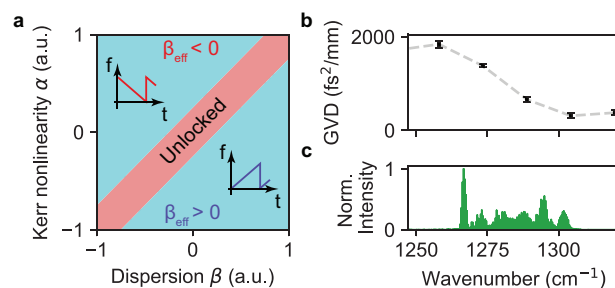 a
Kerr nonlinearity α (a.u.)
1
0
−1
β_eff < 0
f
t
Unlocked
f
t
β_eff > 0
−1
0
1
Dispersion β (a.u.)
b
GVD (fs²/mm)
2000
0
c
Norm.
Intensity
1
0
1250
1275
1300
Wavenumber (cm⁻¹)